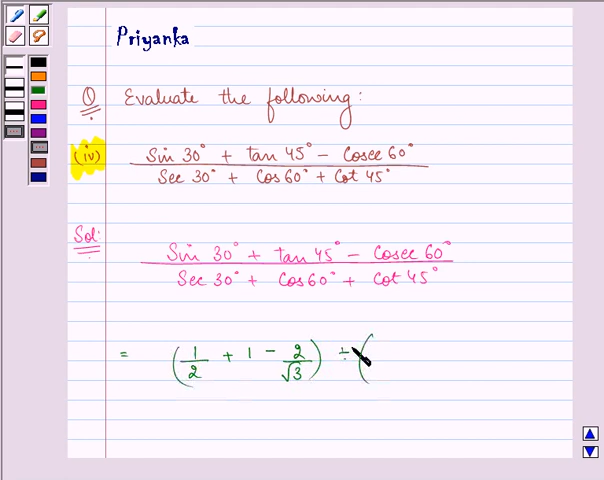 Priyanka
Q Evaluate the following:
(iv) Sin 30° + tan 45° - Cosec 60°
Sec 30° + Cos 60° + Cot 45°
Sol:
Sin 30° + tan 45° - Cosec 60°
Sec 30° + Cos 60° + Cot 45°
= (1/2 + 1 - 2/√3) ÷ (